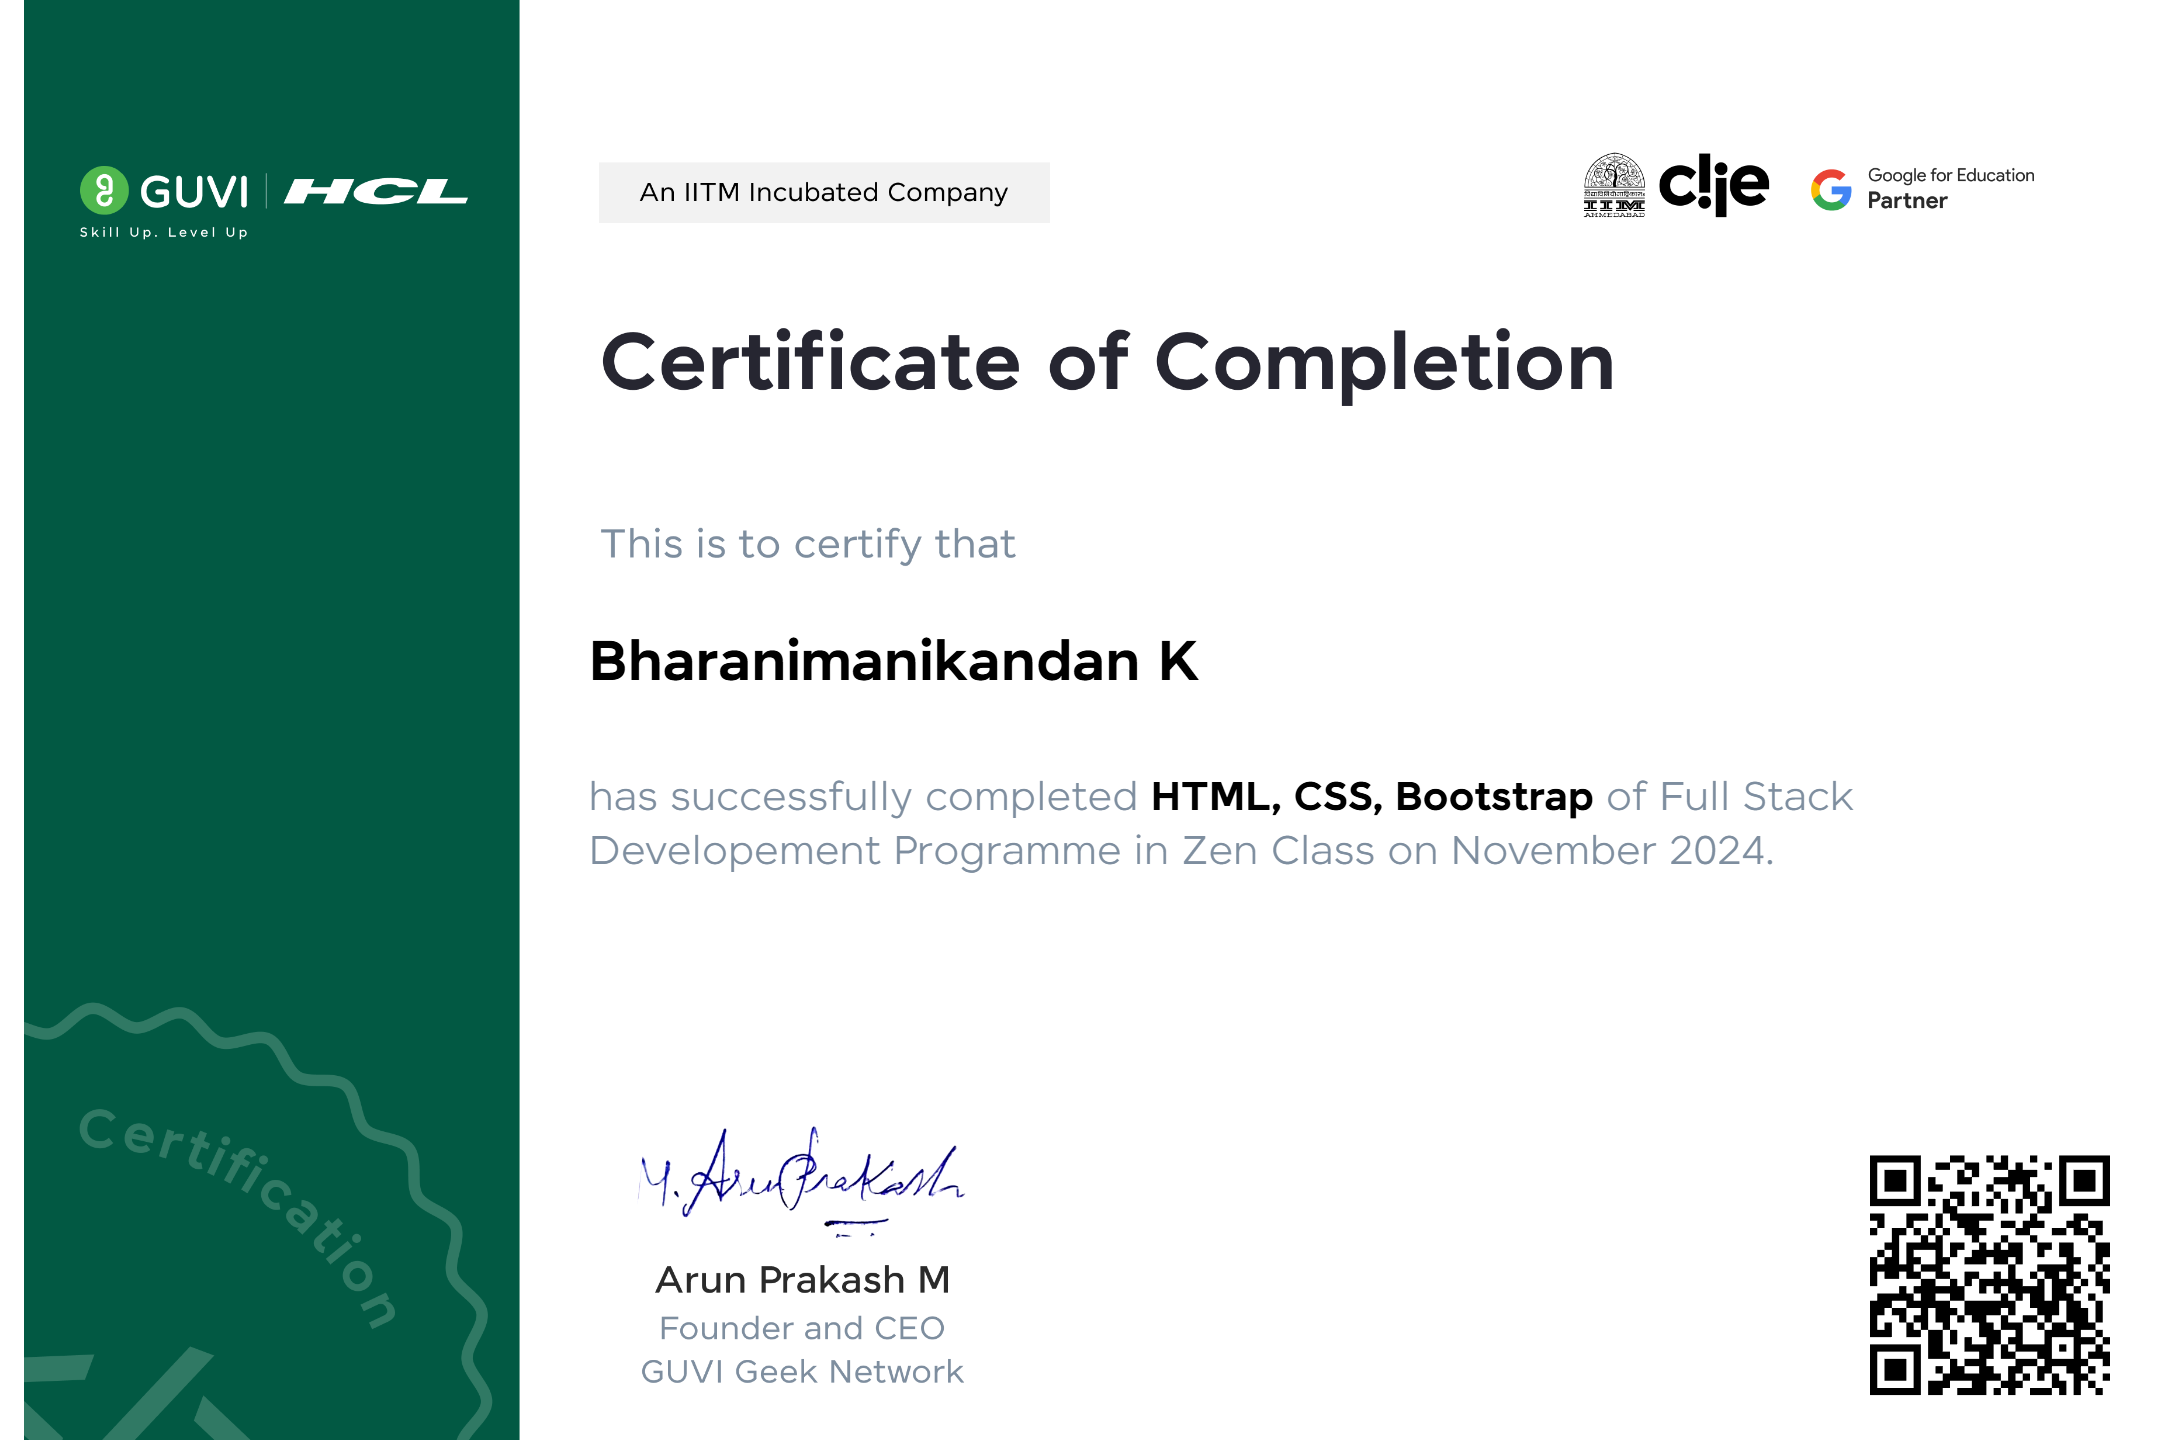 GUVI | HCL
Skill Up. Level Up
An IITM Incubated Company
IIM
AHMEDABAD
c!ie
Google for Education
Partner
Certificate of Completion
This is to certify that
Bharanimanikandan K
has successfully completed HTML, CSS, Bootstrap of Full Stack
Developement Programme in Zen Class on November 2024.
Certification
M. Arun Prakash
Arun Prakash M
Founder and CEO
GUVI Geek Network